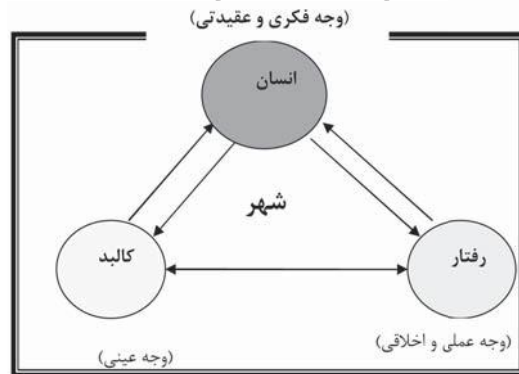 (وجه فکری و عقیدتی)
انسان
شهر
رفتار
کالبد
(وجه عملی و اخلاقی)
(وجه عینی)